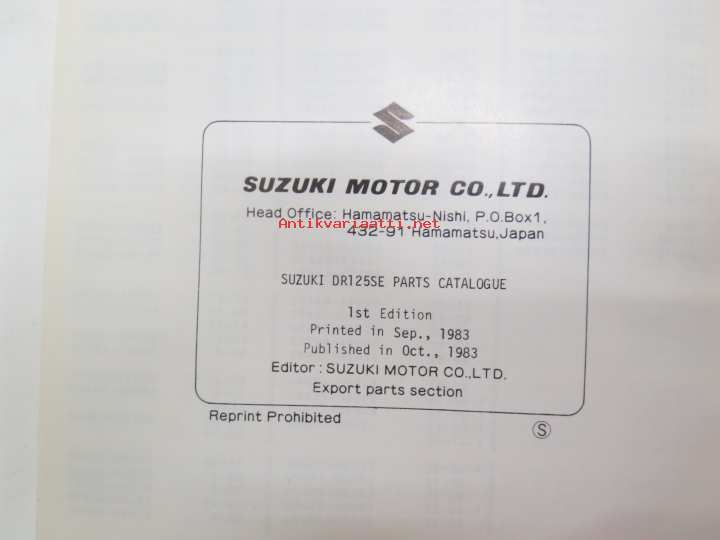 SUZUKI MOTOR CO.,LTD.
Head Office: Hamamatsu-Nishi, P.O.Box1,
Antikvariaatti.net
432-91 Hamamatsu,Japan
SUZUKI DR125SE PARTS CATALOGUE
1st Edition
Printed in Sep., 1983
Published in Oct., 1983
Editor : SUZUKI MOTOR CO.,LTD.
Export parts section
Reprint Prohibited
Ⓢ